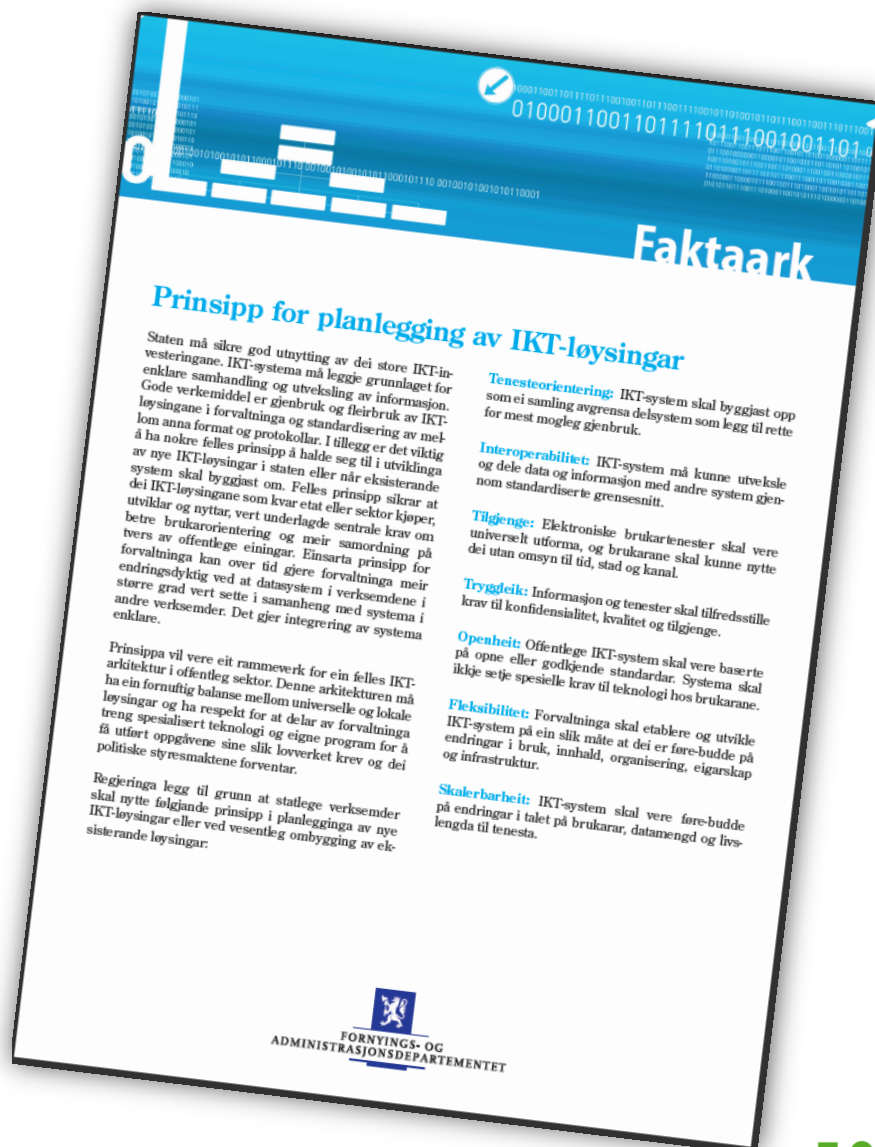 Faktaark
Prinsipp for planlegging av IKT-løysingar
Staten må sikre god utnytting av dei store IKT-in-
vesteringane. IKT-systema må leggje grunnlaget for
enklare samhandling og utveksling av informasjon.
Gode verkemiddel er gjenbruk og fleirbruk av IKT-
løysingane i forvaltninga og standardisering av mel-
lom anna format og protokollar. I tillegg er det viktig
å ha nokre felles prinsipp å halde seg til i utviklinga
av nye IKT-løysingar i staten eller når eksisterande
system skal byggjast om. Felles prinsipp sikrar at
dei IKT-løysingane som kvar etat eller sektor kjøper,
utviklar og nyttar, vert underlagde sentrale krav om
betre brukarorientering og meir samordning på
tvers av offentlege einingar. Einsarta prinsipp for
forvaltninga kan over tid gjere forvaltninga meir
endringsdyktig ved at datasystem i verksemdene i
større grad vert sette i samanheng med systema i
andre verksemder. Det gjer integrering av systema
enklare.
Prinsippa vil vere eit rammeverk for ein felles IKT-
arkitektur i offentleg sektor. Denne arkitekturen må
ha ein fornuftig balanse mellom universelle og lokale
løysingar og ha respekt for at delar av forvaltninga
treng spesialisert teknologi og eigne program for å
få utført oppgåvene sine slik lovverket krev og dei
politiske styresmaktene forventar.
Regjeringa legg til grunn at statlege verksemder
skal nytte følgjande prinsipp i planlegginga av nye
IKT-løysingar eller ved vesentleg ombygging av ek-
sisterande løysingar:
Tenesteorientering: IKT-system skal byggjast opp
som ei samling avgrensa delsystem som legg til rette
for mest mogleg gjenbruk.
Interoperabilitet: IKT-system må kunne utveksle
og dele data og informasjon med andre system gjen-
nom standardiserte grensesnitt.
Tilgjenge: Elektroniske brukartenester skal vere
universelt utforma, og brukarane skal kunne nytte
dei utan omsyn til tid, stad og kanal.
Tryggleik: Informasjon og tenester skal tilfredsstille
krav til konfidensialitet, kvalitet og tilgjenge.
Openheit: Offentlege IKT-system skal vere baserte
på opne eller godkjende standardar. Systema skal
ikkje setje spesielle krav til teknologi hos brukarane.
Fleksibilitet: Forvaltninga skal etablere og utvikle
IKT-system på ein slik måte at dei er føre-budde på
endringar i bruk, innhald, organisering, eigarskap
og infrastruktur.
Skalerbarheit: IKT-system skal vere føre-budde
på endringar i talet på brukarar, datamengd og livs-
lengda til tenesta.
FORNYINGS- OG
ADMINISTRASJONSDEPARTEMENTET